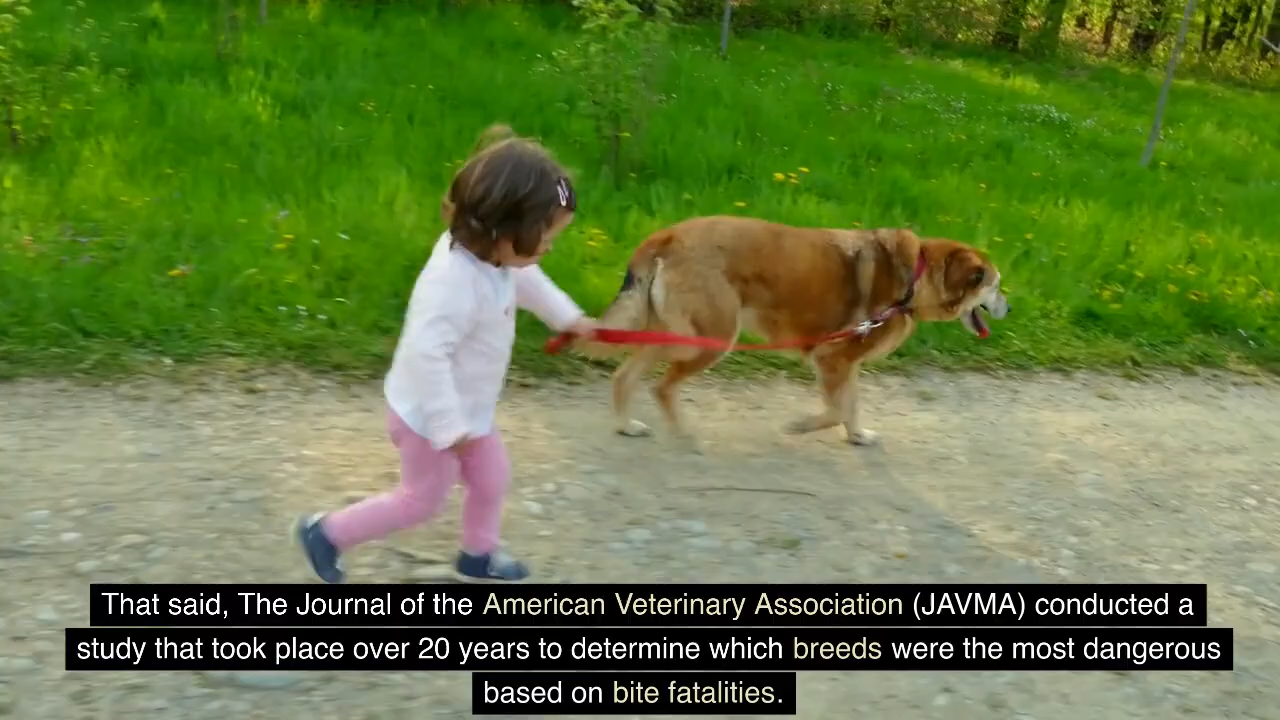 That said, The Journal of the American Veterinary Association (JAVMA) conducted a
study that took place over 20 years to determine which breeds were the most dangerous
based on bite fatalities.